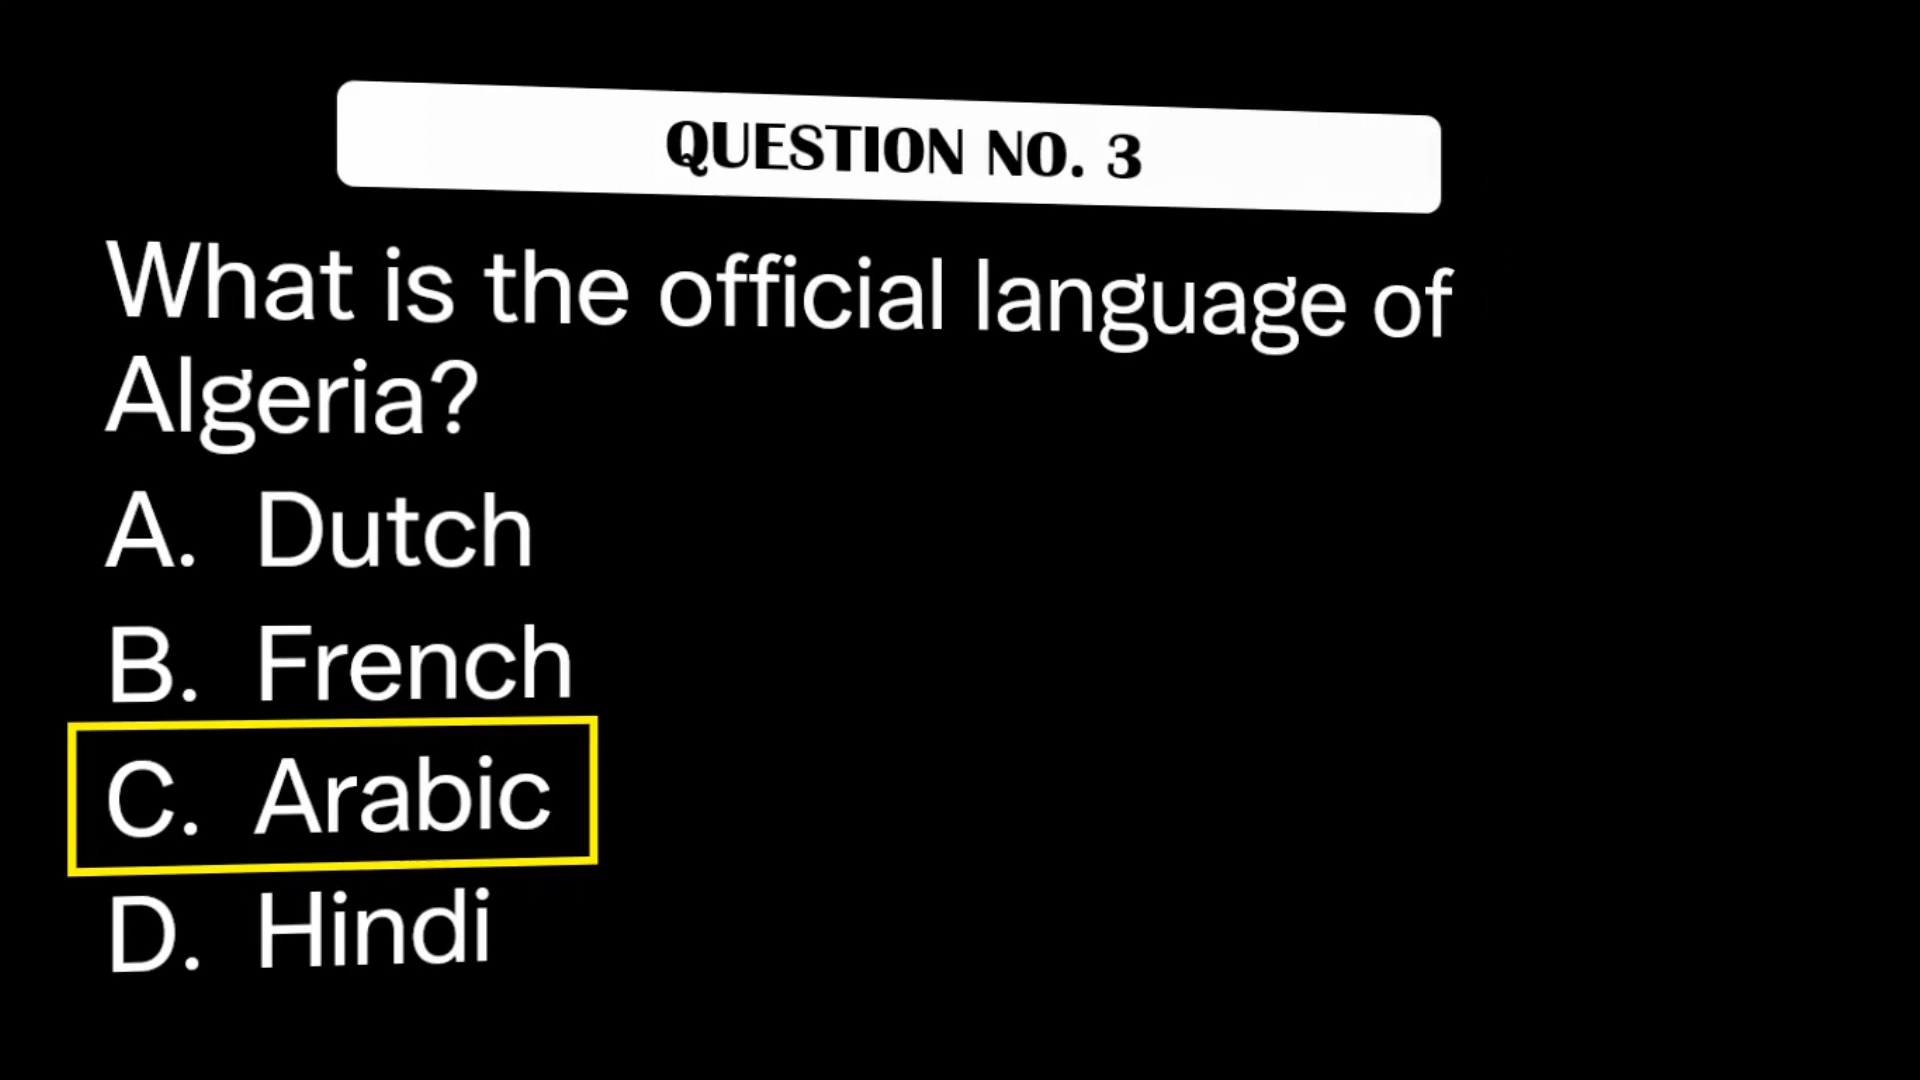 QUESTION NO. 3
What is the official language of
Algeria?
A. Dutch
B. French
C. Arabic
D. Hindi